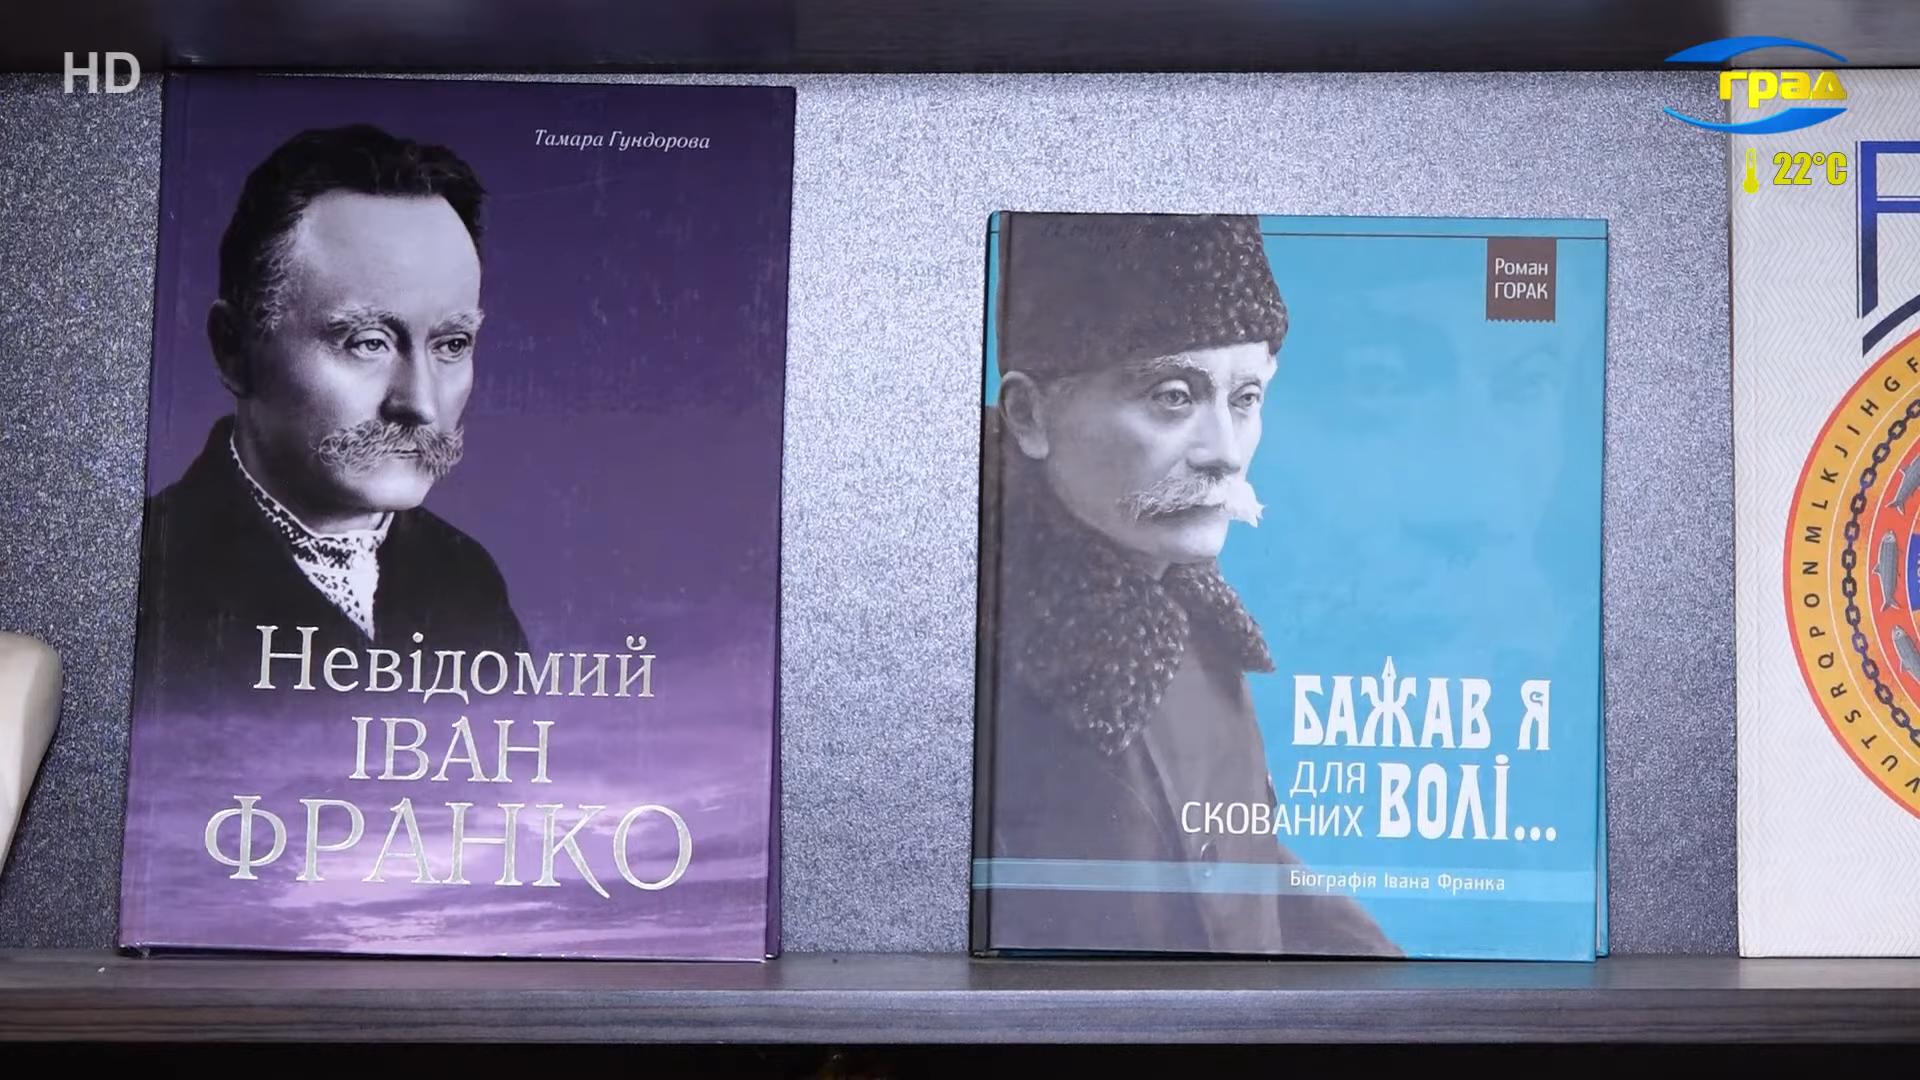 HD
град
22°C
Тамара Гундорова
Невідомий
ІВАН
ФРАНКО
Роман
ГОРАК
БАЖАВ Я
ДЛЯ
СКОВАНИХ ВОЛІ...
Біографія Івана Франка
V U T S R Q P O N M L K J I H G F